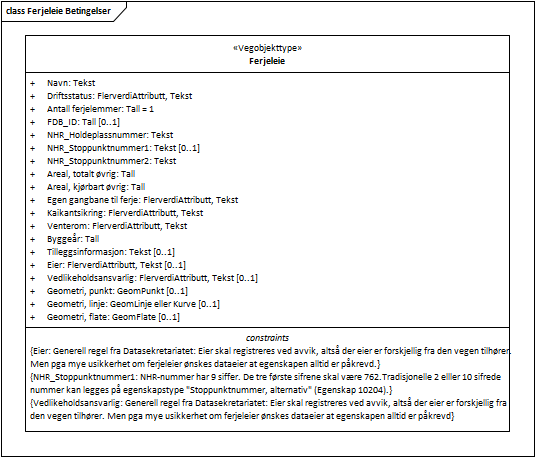 class Ferjeleie Betingelser
«Vegobjekttype»
Ferjeleie
+ Navn: Tekst
+ Driftsstatus: FlerverdiAttributt, Tekst
+ Antall ferjelemmer: Tall = 1
+ FDB_ID: Tall [0..1]
+ NHR_Holdeplassnummer: Tekst
+ NHR_Stoppunktnummer1: Tekst [0..1]
+ NHR_Stoppunktnummer2: Tekst
+ Areal, totalt øvrig: Tall
+ Areal, kjørbart øvrig: Tall
+ Egen gangbane til ferje: FlerverdiAttributt, Tekst
+ Kaikantsikring: FlerverdiAttributt, Tekst
+ Venterom: FlerverdiAttributt, Tekst
+ Byggeår: Tall
+ Tilleggsinformasjon: Tekst [0..1]
+ Eier: FlerverdiAttributt, Tekst [0..1]
+ Vedlikeholdsansvarlig: FlerverdiAttributt, Tekst [0..1]
+ Geometri, punkt: GeomPunkt [0..1]
+ Geometri, linje: GeomLinje eller Kurve [0..1]
+ Geometri, flate: GeomFlate [0..1]
constraints
{Eier: Generell regel fra Datasekretariatet: Eier skal registreres ved avvik, altså der eier er forskjellig fra den vegen tilhører.
Men pga mye usikkerhet om ferjeleier ønskes dataeier at egenskapen alltid er påkrevd.}
{NHR_Stoppunktnummer1: NHR-nummer har 9 siffer. De tre første sifrene skal være 762.Tradisjonelle 2 elller 10 sifrede
nummer kan legges på egenskapstype "Stoppunktnummer, alternativ" (Egenskap 10204).}
{Vedlikeholdsansvarlig: Generell regel fra Datasekretariatet: Eier skal registreres ved avvik, altså der eier er forskjellig fra
den vegen tilhører. Men pga mye usikkerhet om ferjeleier ønskes dataeier at egenskapen alltid er påkrevd}